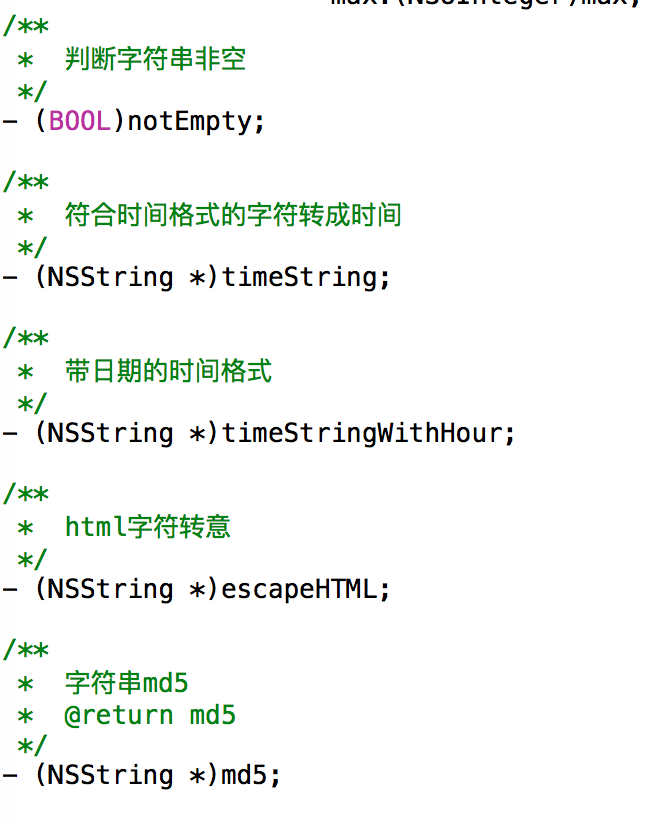 max:(NSUInteger)max;
/**
 *  判断字符串非空
 */
- (BOOL)notEmpty;
/**
 *  符合时间格式的字符转成时间
 */
- (NSString *)timeString;
/**
 *  带日期的时间格式
 */
- (NSString *)timeStringWithHour;
/**
 *  html字符转意
 */
- (NSString *)escapeHTML;
/**
 *  字符串md5
 *  @return md5
 */
- (NSString *)md5;